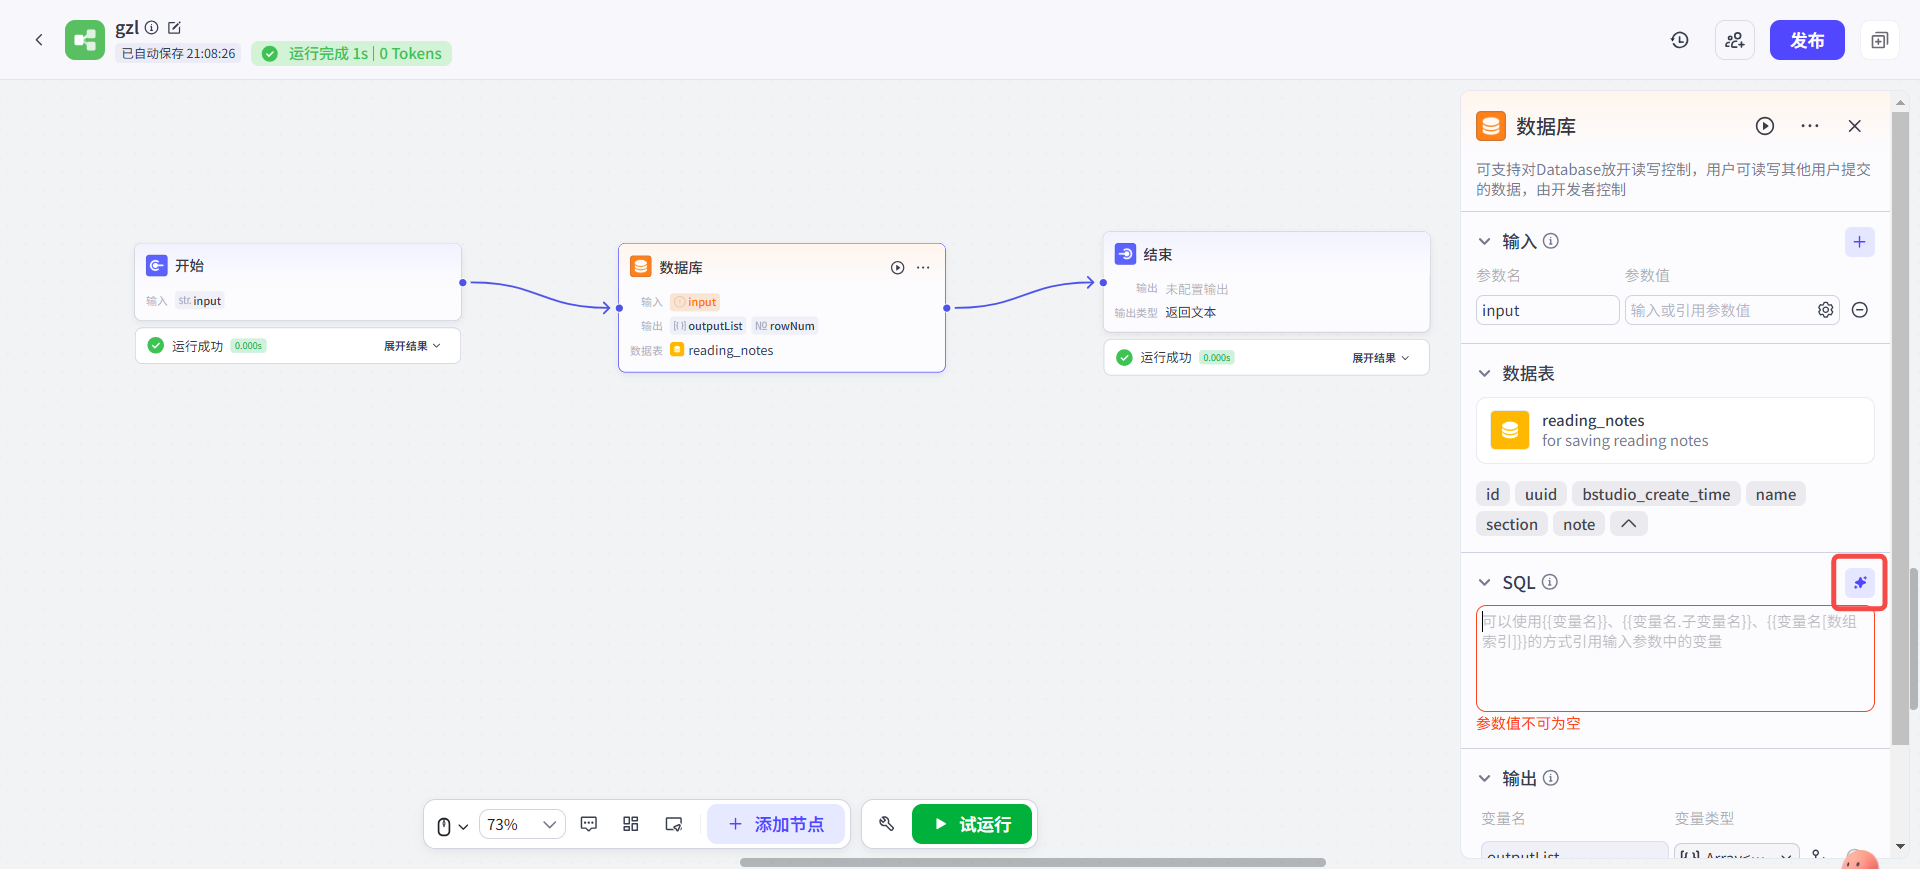 gzl
已自动保存 21:08:26
运行完成 1s | 0 Tokens
发布
开始
输入 str. input
运行成功 0.000s 展开结果
数据库
输入 input
输出 outputList rowNum
数据表 reading_notes
结束
输出 未配置输出
输出类型 返回文本
运行成功 0.000s 展开结果
73%
添加节点
试运行
数据库
可支持对Database放开读写控制，用户可读写其他用户提交
的数据，由开发者控制
输入
参数名 参数值
input 输入或引用参数值
数据表
reading_notes
for saving reading notes
id uuid bstudio_create_time name
section note
SQL
可以使用{{变量名}}、{{变量名.子变量名}}、{{变量名[数组
索引]}}的方式引用输入参数中的变量
参数值不可为空
输出
变量名 变量类型
outputList Array<...